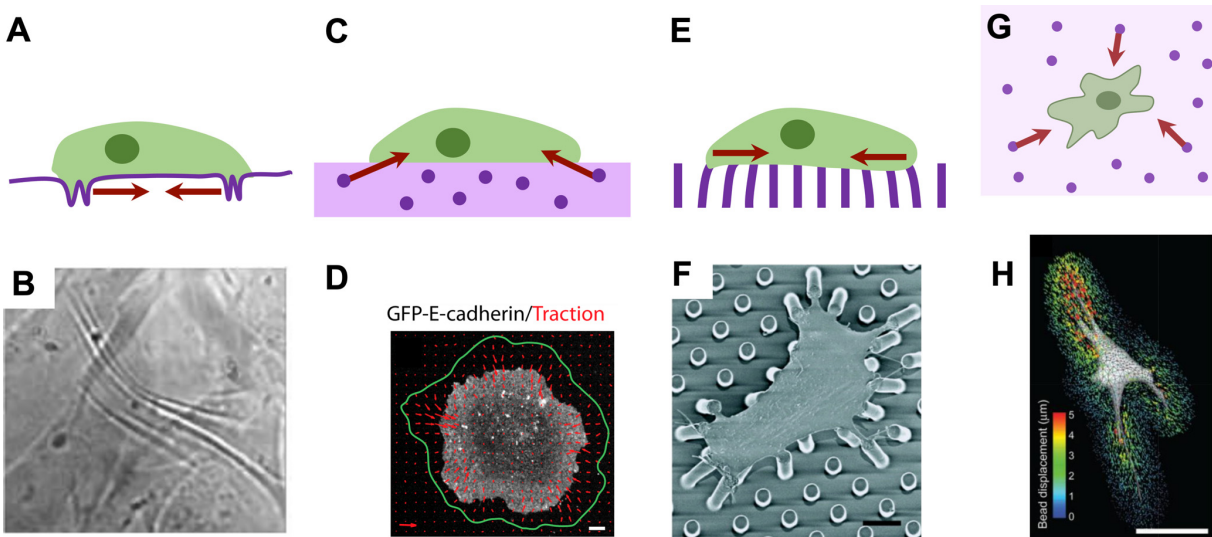 A
C
E
G
B
D
GFP-E-cadherin/Traction
F
H
Bead displacement (μm)
5
4
3
2
1
0